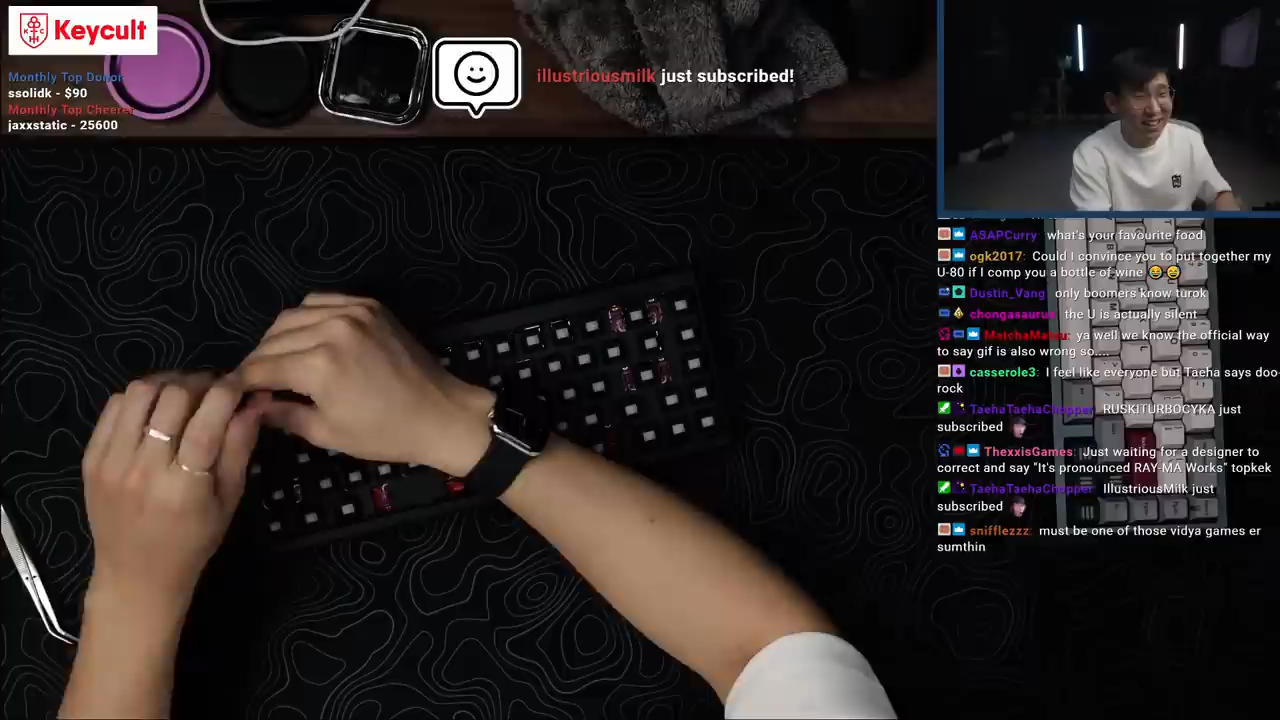 Keycult
Monthly Top Donor
ssolidk - $90
Monthly Top Cheerer
jaxxstatic - 25600
illustriousmilk just subscribed!
ASAPCurry: what's your favourite food
ogk2017: Could I convince you to put together my
U-80 if I comp you a bottle of wine 😂😅
Dustin_Vang: only boomers know turok
chongasaurus: the U is actually silent
ya well we know the official way
to say gif is also wrong so....
casserole3: I feel like everyone but Taeha says doo-
rock
TaehaTaehaChopper RUSKITURBOCYKA just
subscribed
ThexxisGames: Just waiting for a designer to
correct and say "It's pronounced RAY-MA Works" topkek
TaehaTaehaChopper IllustriousMilk just
subscribed
snifflezzz: must be one of those vidya games er
sumthin